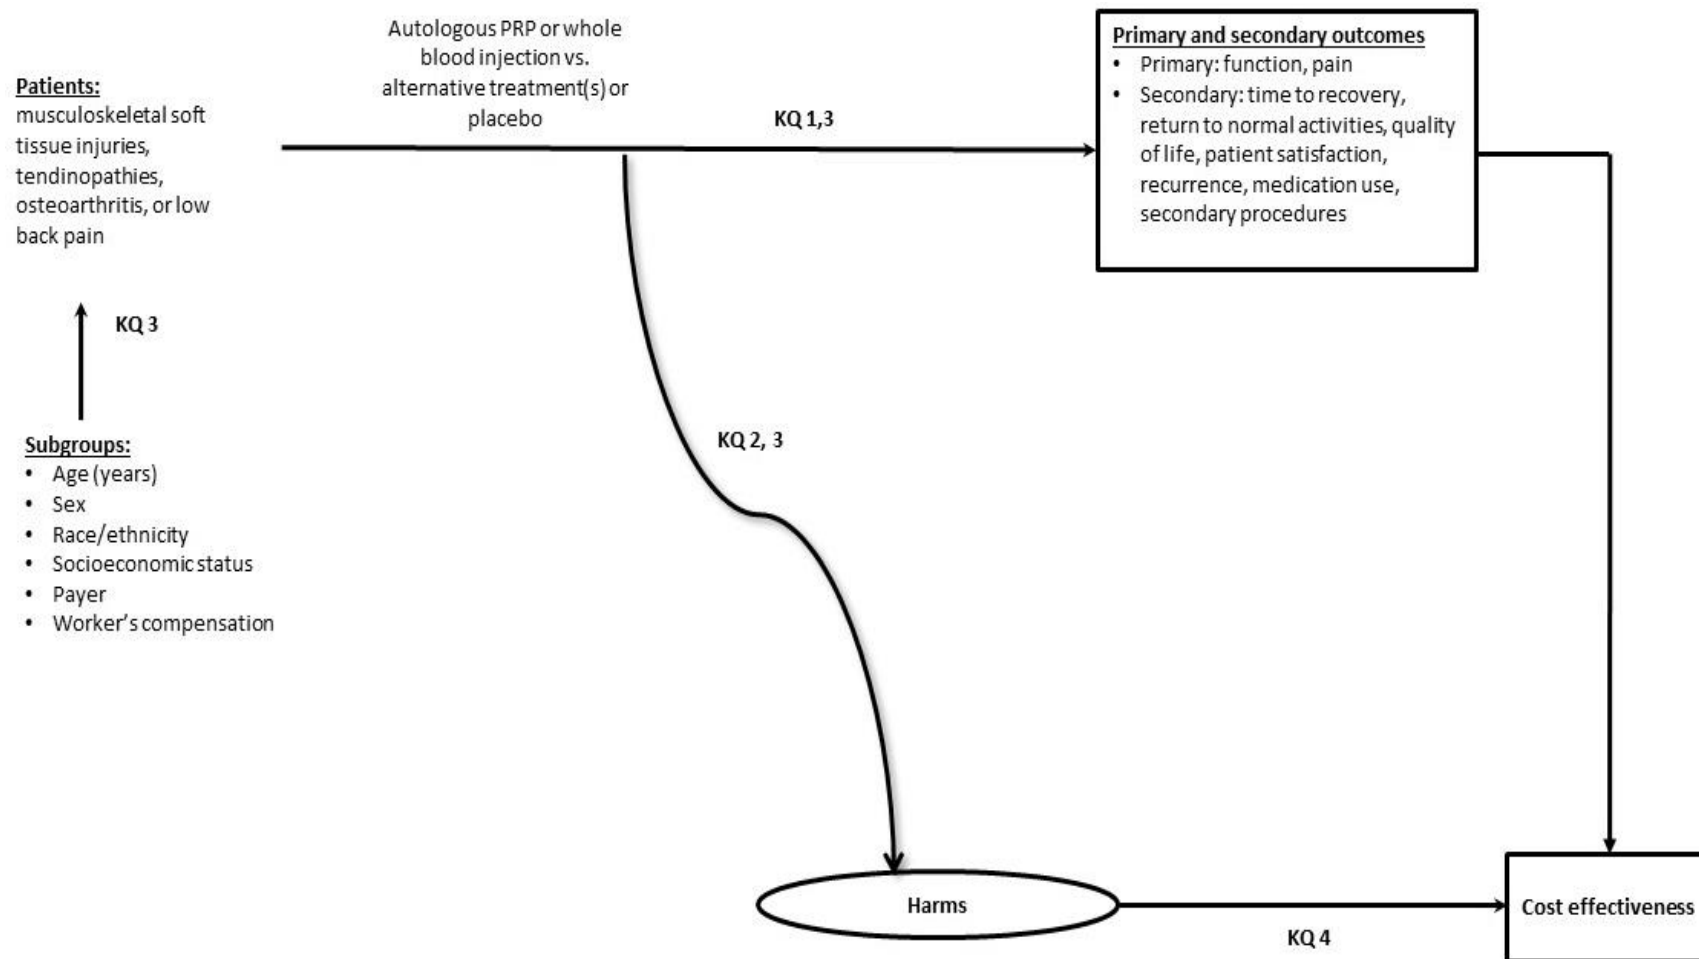 Autologous PRP or whole
blood injection vs.
alternative treatment(s) or
placebo
Patients:
musculoskeletal soft
tissue injuries,
tendinopathies,
osteoarthritis, or low
back pain
KQ 1,3
Primary and secondary outcomes
• Primary: function, pain
• Secondary: time to recovery,
return to normal activities, quality
of life, patient satisfaction,
recurrence, medication use,
secondary procedures
KQ 3
Subgroups:
• Age (years)
• Sex
• Race/ethnicity
• Socioeconomic status
• Payer
• Worker’s compensation
KQ 2, 3
Harms
KQ 4
Cost effectiveness